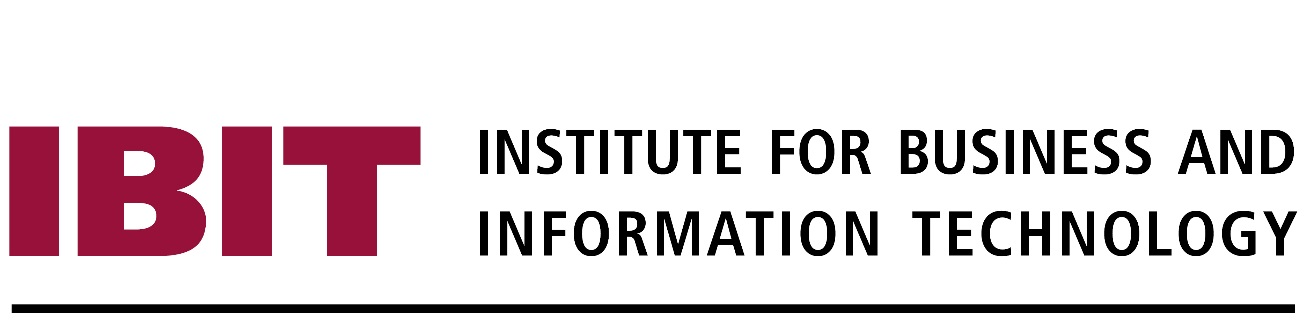 IBIT
INSTITUTE FOR BUSINESS AND
INFORMATION TECHNOLOGY